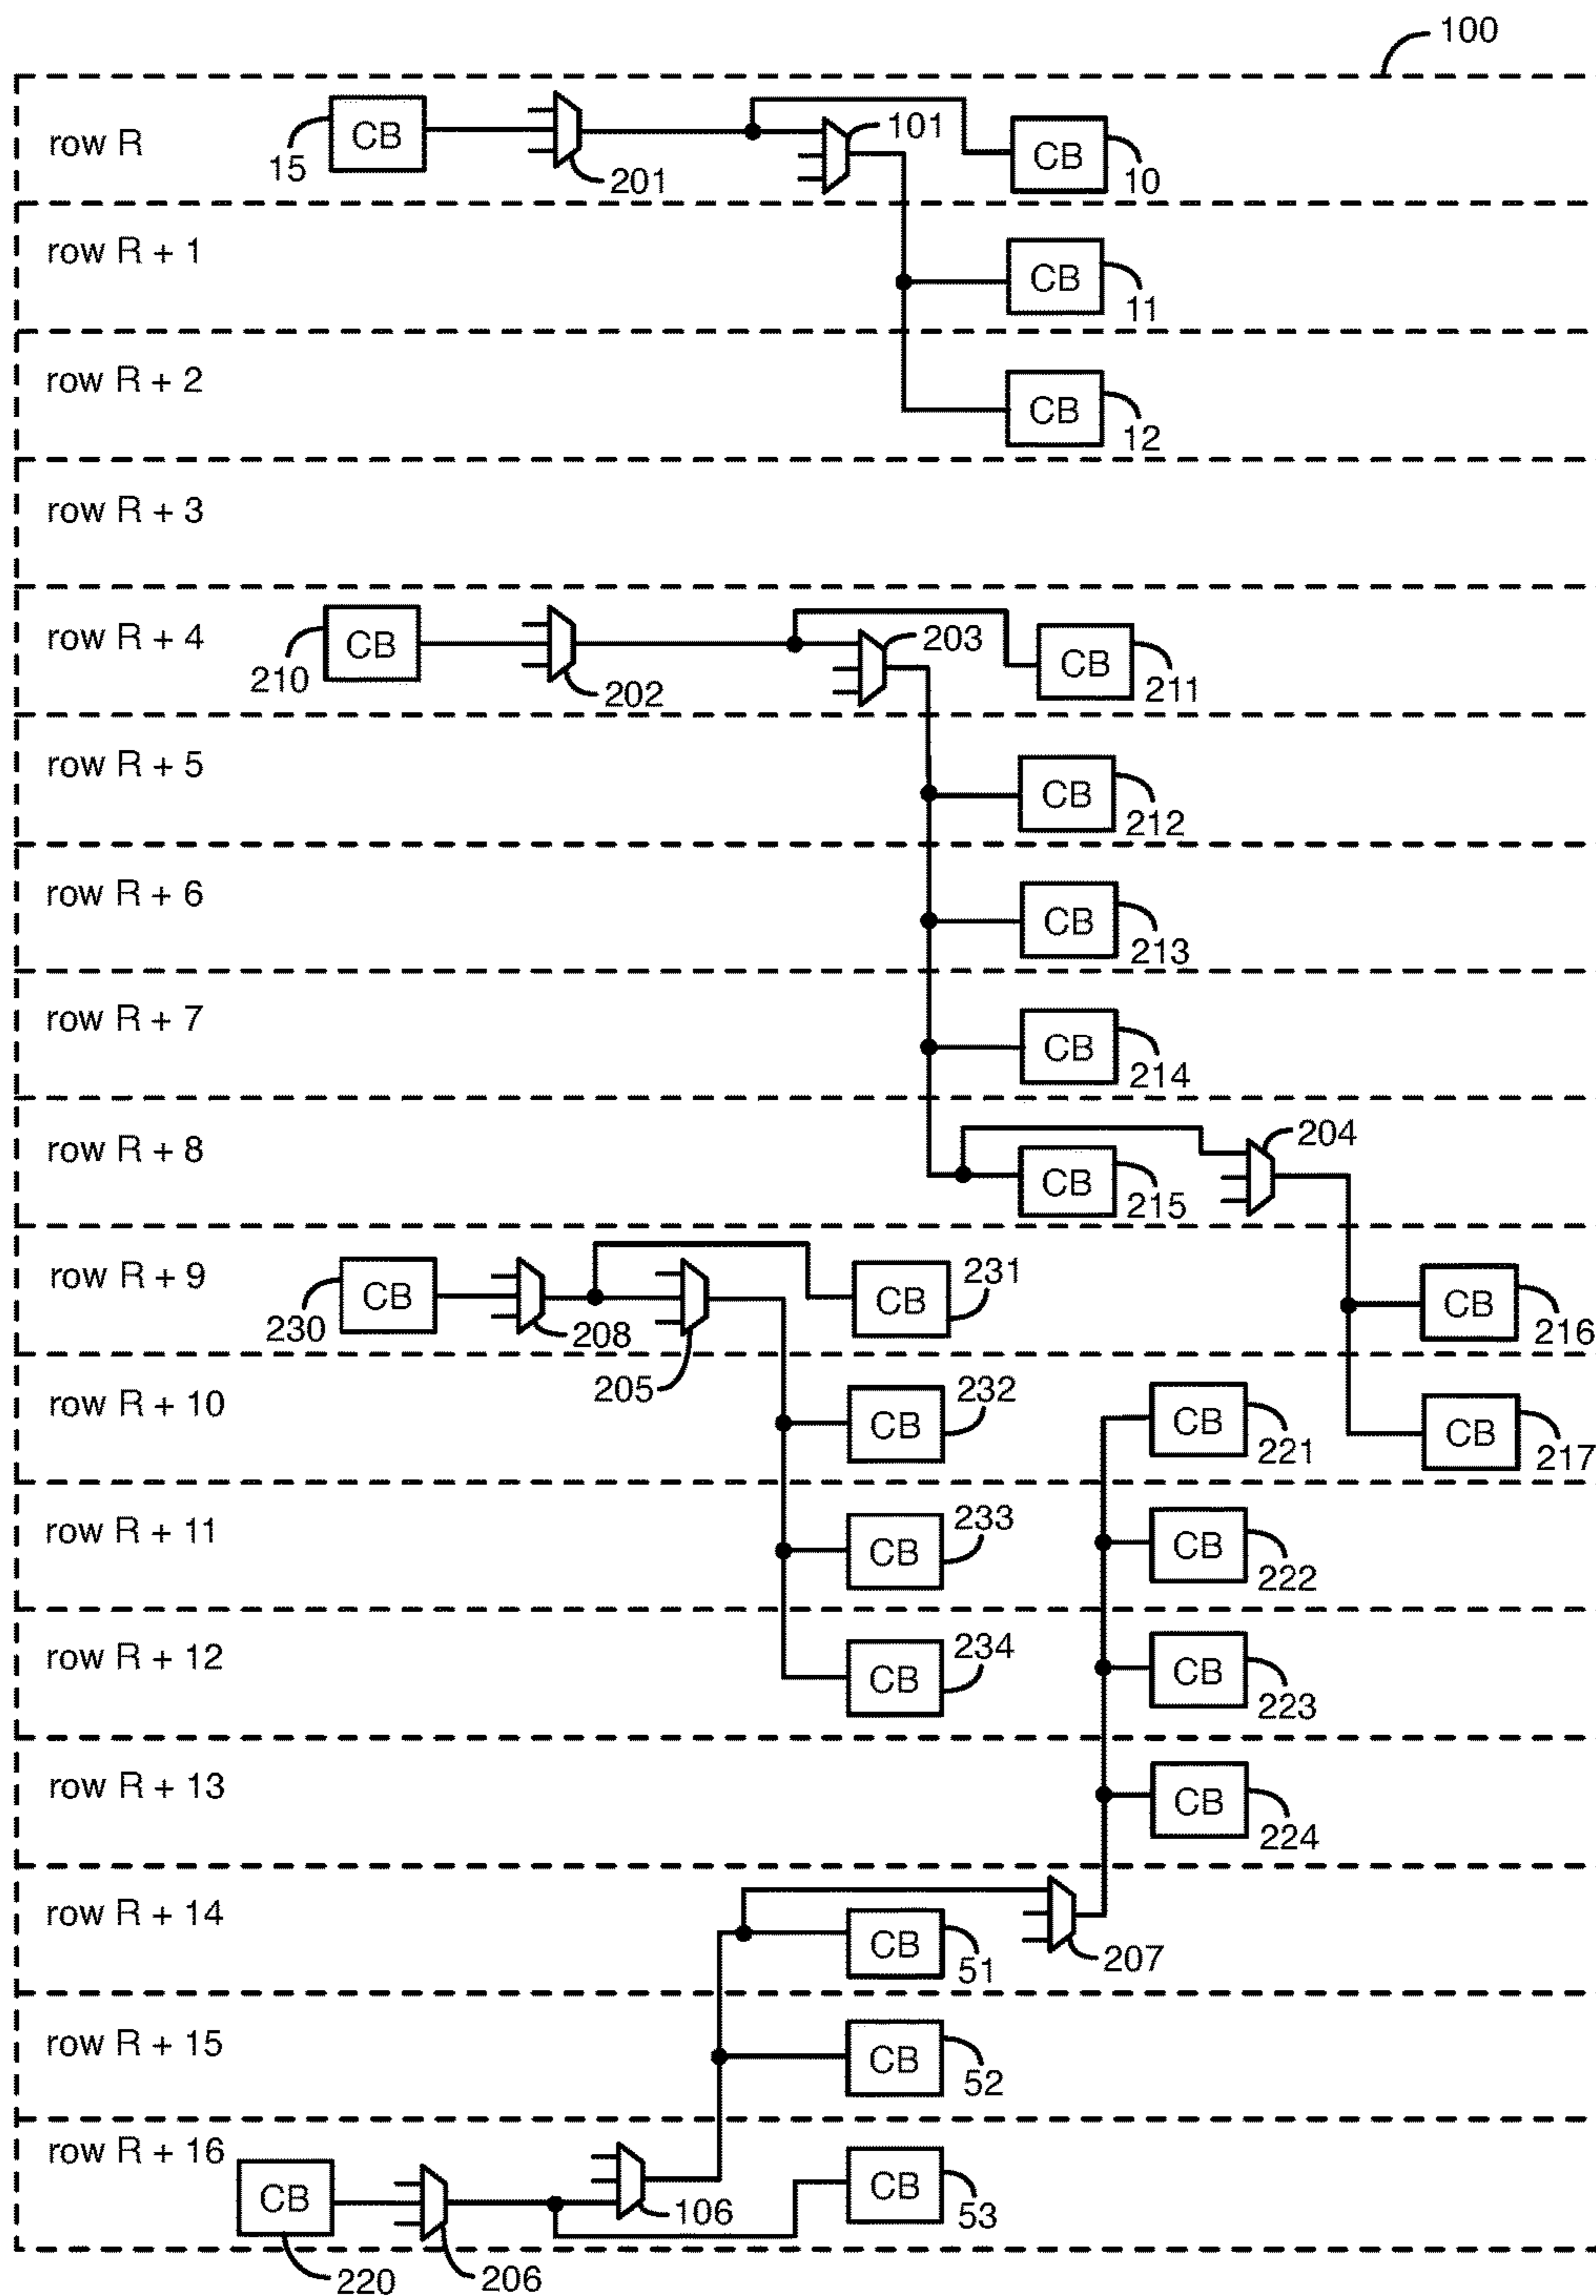 100
row R
CB
15
201
101
CB
10
row R + 1
CB
11
row R + 2
CB
12
row R + 3
row R + 4
CB
210
202
203
CB
211
row R + 5
CB
212
row R + 6
CB
213
row R + 7
CB
214
row R + 8
CB
215
204
row R + 9
CB
230
208
205
CB
231
CB
216
row R + 10
CB
232
CB
221
CB
217
row R + 11
CB
233
CB
222
row R + 12
CB
234
CB
223
row R + 13
CB
224
row R + 14
CB
51
207
row R + 15
CB
52
row R + 16
CB
220
206
106
CB
53